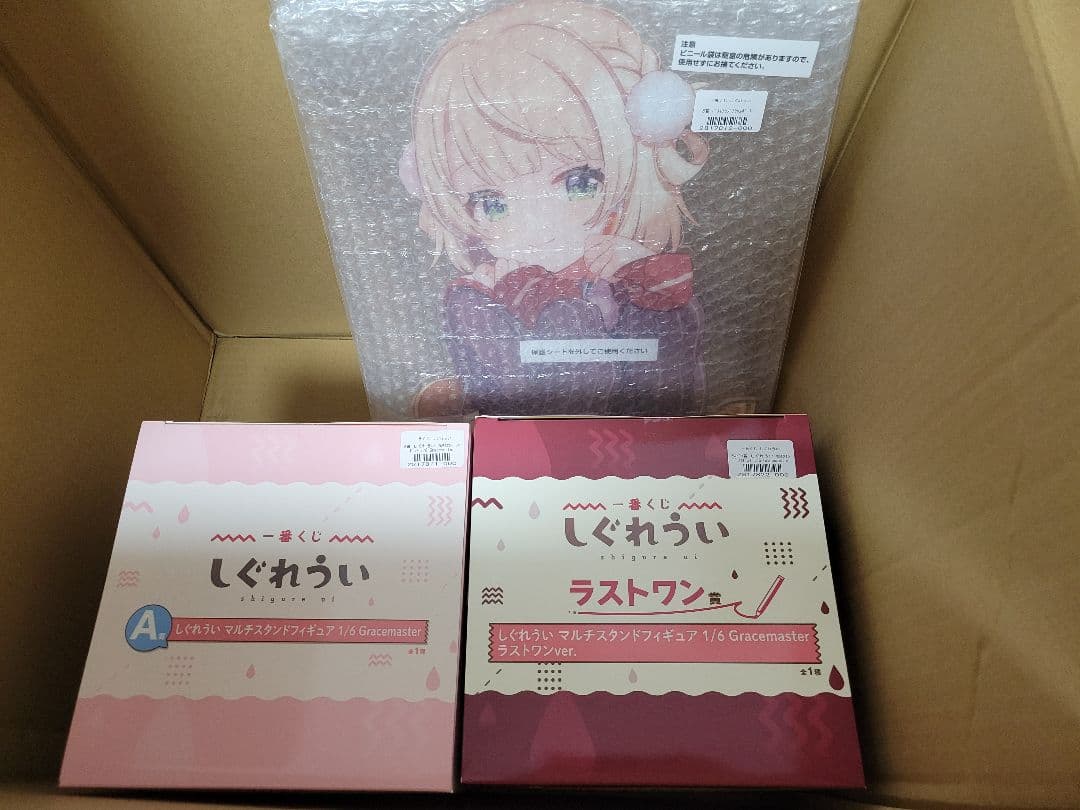 注意
ビニール袋は窒息の危険がありますので、
使用せずにお捨てください。
保護シートを外してご使用ください
一番くじ
しぐれうい
shigure ui
A賞
しぐれうい マルチスタンドフィギュア 1/6 Gracemaster
全1種
一番くじ
しぐれうい
shigure ui
ラストワン賞
しぐれうい マルチスタンドフィギュア 1/6 Gracemaster
ラストワンver.
全1種